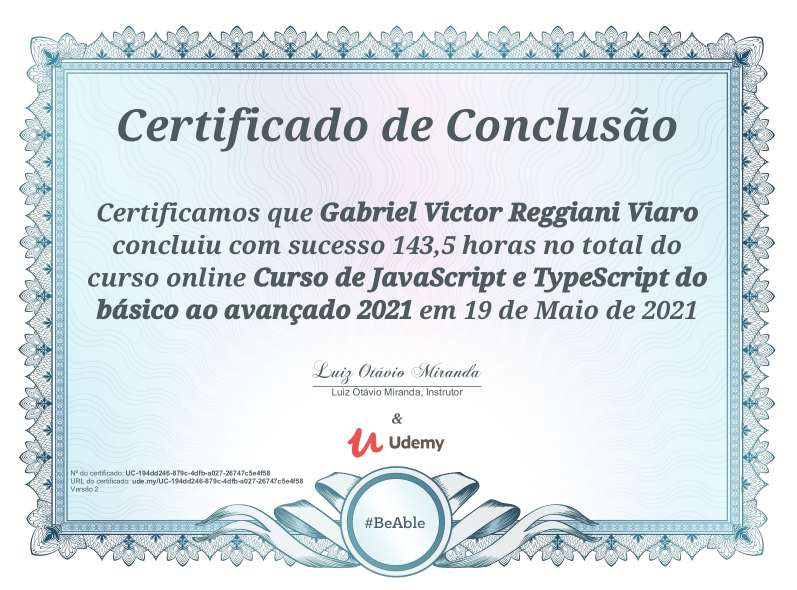 Certificado de Conclusão
Certificamos que Gabriel Victor Reggiani Viaro
concluiu com sucesso 143,5 horas no total do
curso online Curso de JavaScript e TypeScript do
básico ao avançado 2021 em 19 de Maio de 2021
Luiz Otávio Miranda
Luiz Otávio Miranda, Instrutor
&
Udemy
Nº do certificado: UC-194dd246-879c-4dfb-a027-26747c5e4f58
URL do certificado: ude.my/UC-194dd246-879c-4dfb-a027-26747c5e4f58
Versão 2
#BeAble